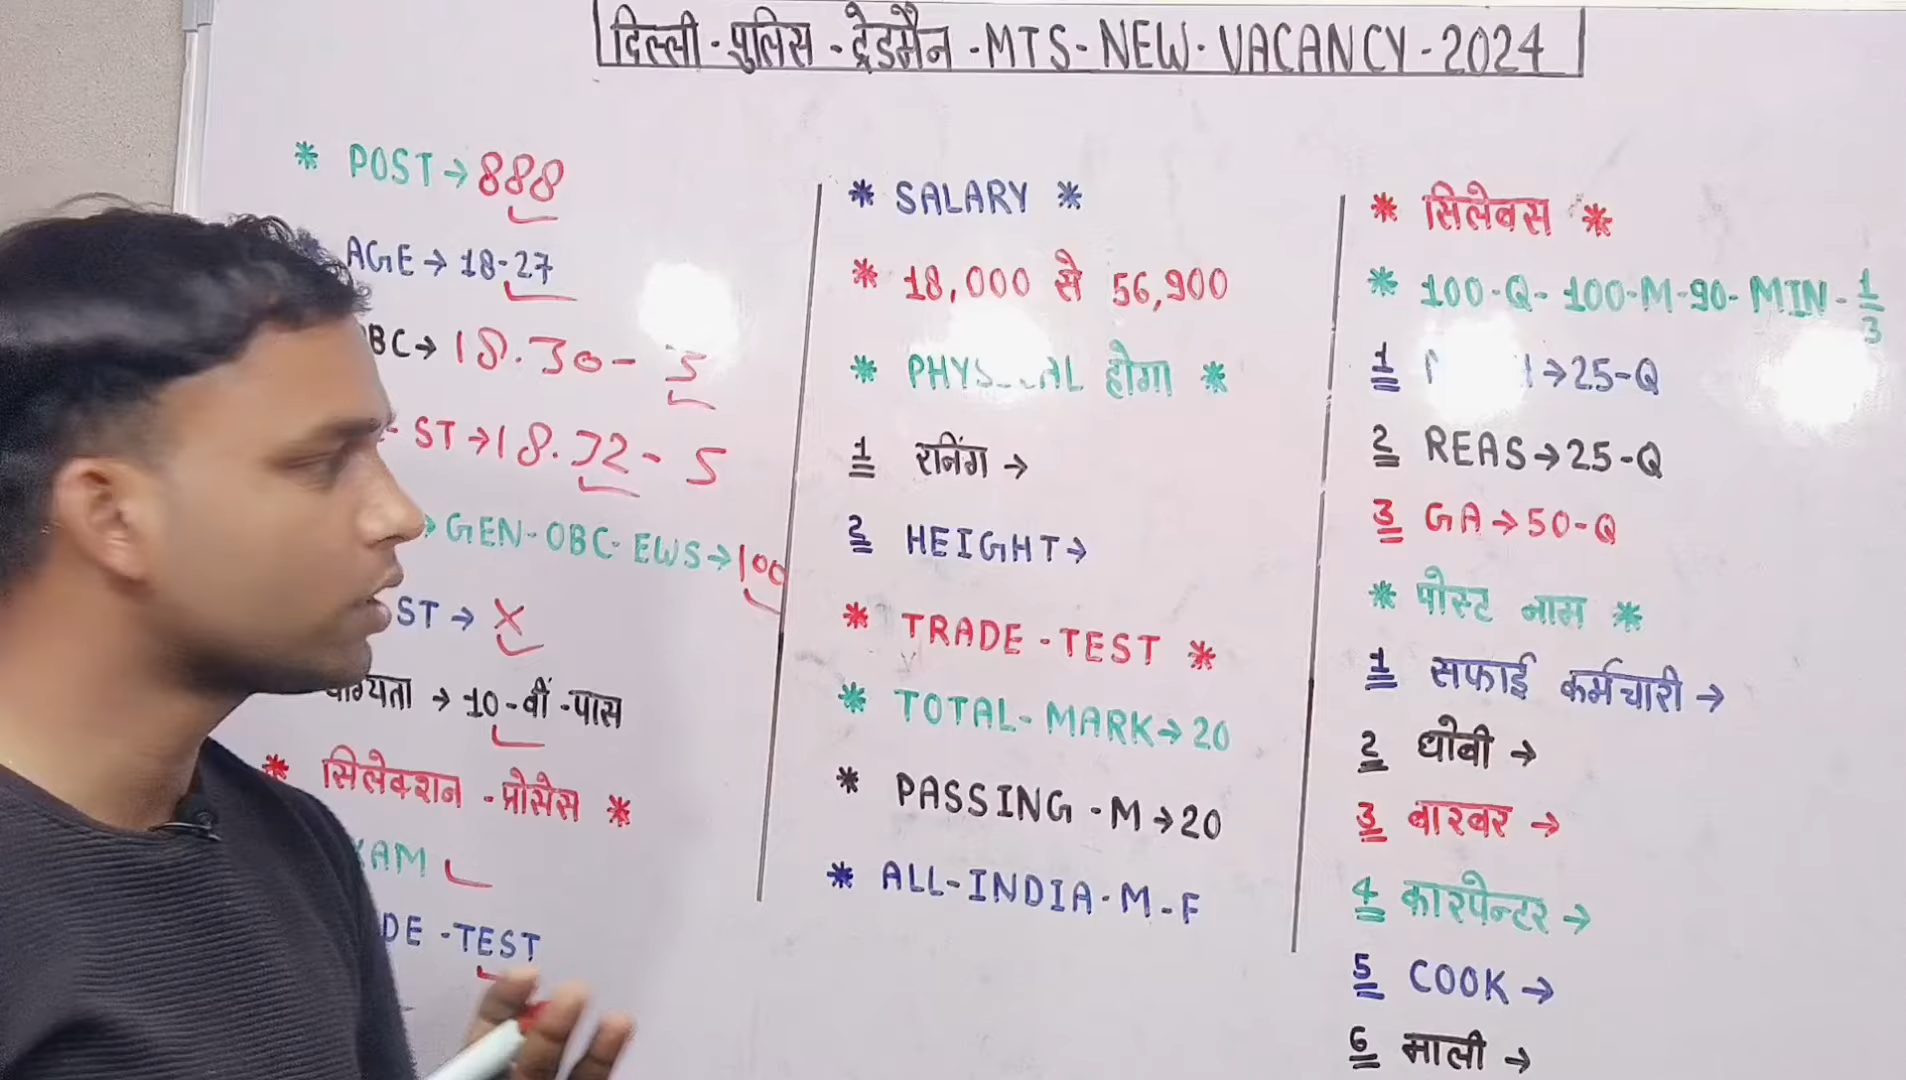 दिल्ली - पुलिस - ट्रेडमैन - MTS - NEW - VACANCY - 2024
* POST → 888
AGE → 18-27
BC → 18.30 - 3
- ST → 18.32 - 5
→ GEN - OBC - EWS → 100
ST → X
→ 10 - वीं - पास
* सिलेक्शन - प्रोसेस *
- TEST
* SALARY *
* 18,000 से 56,900
* होगा *
1 रनिंग →
2 HEIGHT →
* TRADE - TEST *
* TOTAL - MARK → 20
* PASSING - M → 20
* ALL - INDIA - M - F
* सिलेबस *
* 100 - Q - 100 - M - 90 - MIN - 1/3
1 → 25 - Q
2 REAS → 25 - Q
3 GA → 50 - Q
* पोस्ट नाम *
1 सफाई कर्मचारी →
2 धोबी →
3 बारबर →
4 कारपेन्टर →
5 COOK →
6 माली →